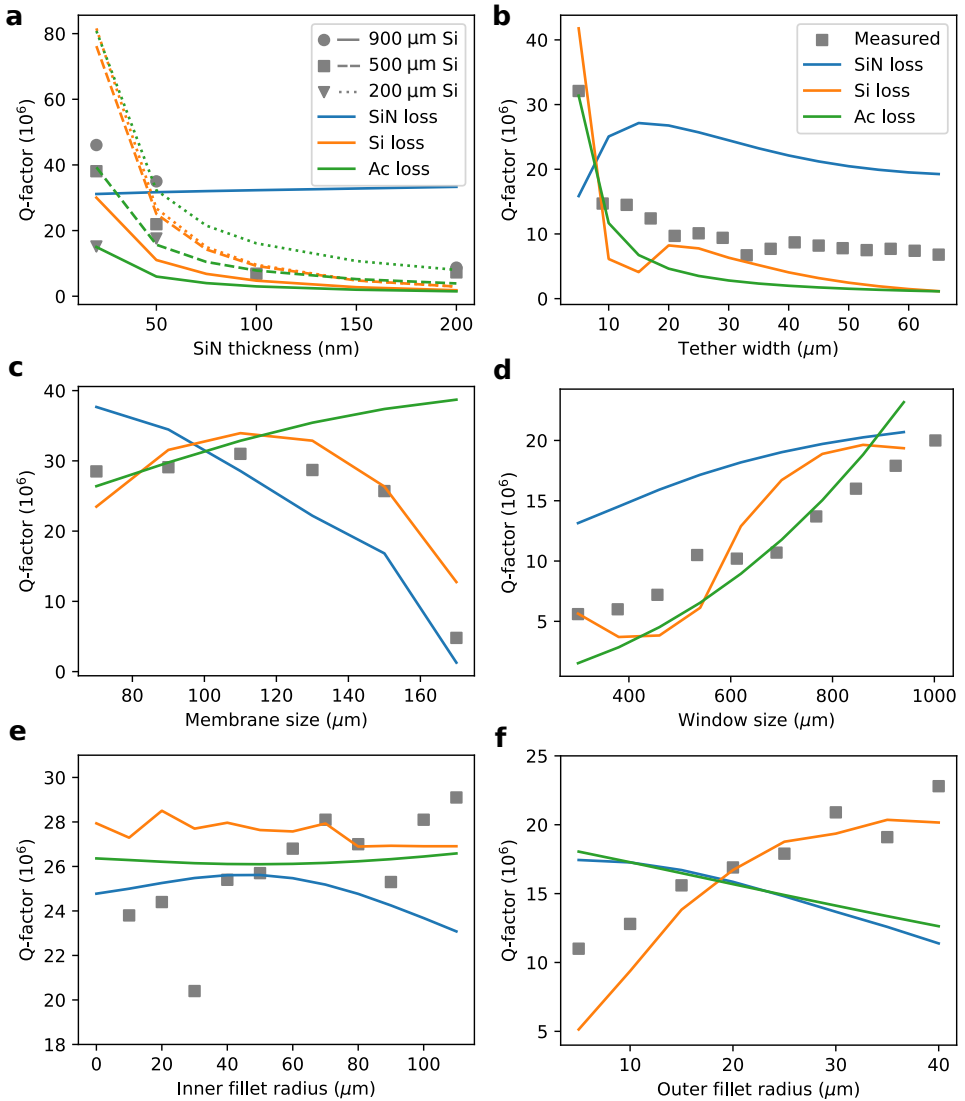 a
80
60
40
20
0
50
100
150
200
Q-factor (10⁶)
SiN thickness (nm)
900 μm Si
500 μm Si
200 μm Si
SiN loss
Si loss
Ac loss
b
40
30
20
10
0
10
20
30
40
50
60
Q-factor (10⁶)
Tether width (μm)
Measured
SiN loss
Si loss
Ac loss
c
40
30
20
10
0
80
100
120
140
160
Q-factor (10⁶)
Membrane size (μm)
d
20
15
10
5
400
600
800
1000
Q-factor (10⁶)
Window size (μm)
e
30
28
26
24
22
20
18
0
20
40
60
80
100
Q-factor (10⁶)
Inner fillet radius (μm)
f
25
20
15
10
5
10
20
30
40
Q-factor (10⁶)
Outer fillet radius (μm)